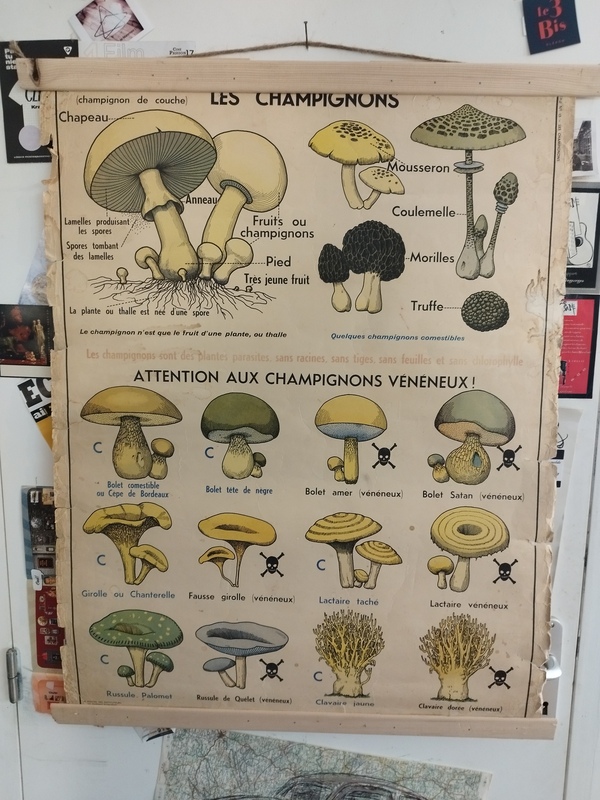 le 3
Bis
(champignon de couche)
LES CHAMPIGNONS
Chapeau
Mousseron
Anneau
Lamelles produisant
les spores
Coulemelle
Fruits ou
champignons
Spores tombant
des lamelles
Pied
Morilles
Très jeune fruit
Truffe
La plante ou thalle est née d'une spore
Le champignon n'est que le fruit d'une plante, ou thalle
Quelques champignons comestibles
Les champignons sont des plantes parasites, sans racines, sans tiges, sans feuilles et sans chlorophylle
ATTENTION AUX CHAMPIGNONS VENENEUX !
C
C
Bolet comestible
ou Cèpe de Bordeaux
Bolet tête de nègre
Bolet amer (vénéneux)
Bolet Satan (vénéneux)
C
C
Girolle ou Chanterelle
Fausse girolle (vénéneux)
Lactaire taché
Lactaire vénéneux
C
C
Russule Palomet
Russule de Quelet (vénéneux)
Clavaire jaune
Clavaire dorée (vénéneux)